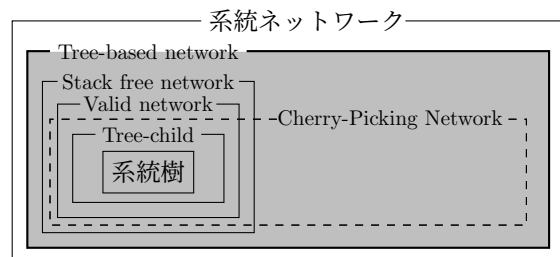 系統ネットワーク
Tree-based network
Stack free network
Valid network
Cherry-Picking Network
Tree-child
系統樹